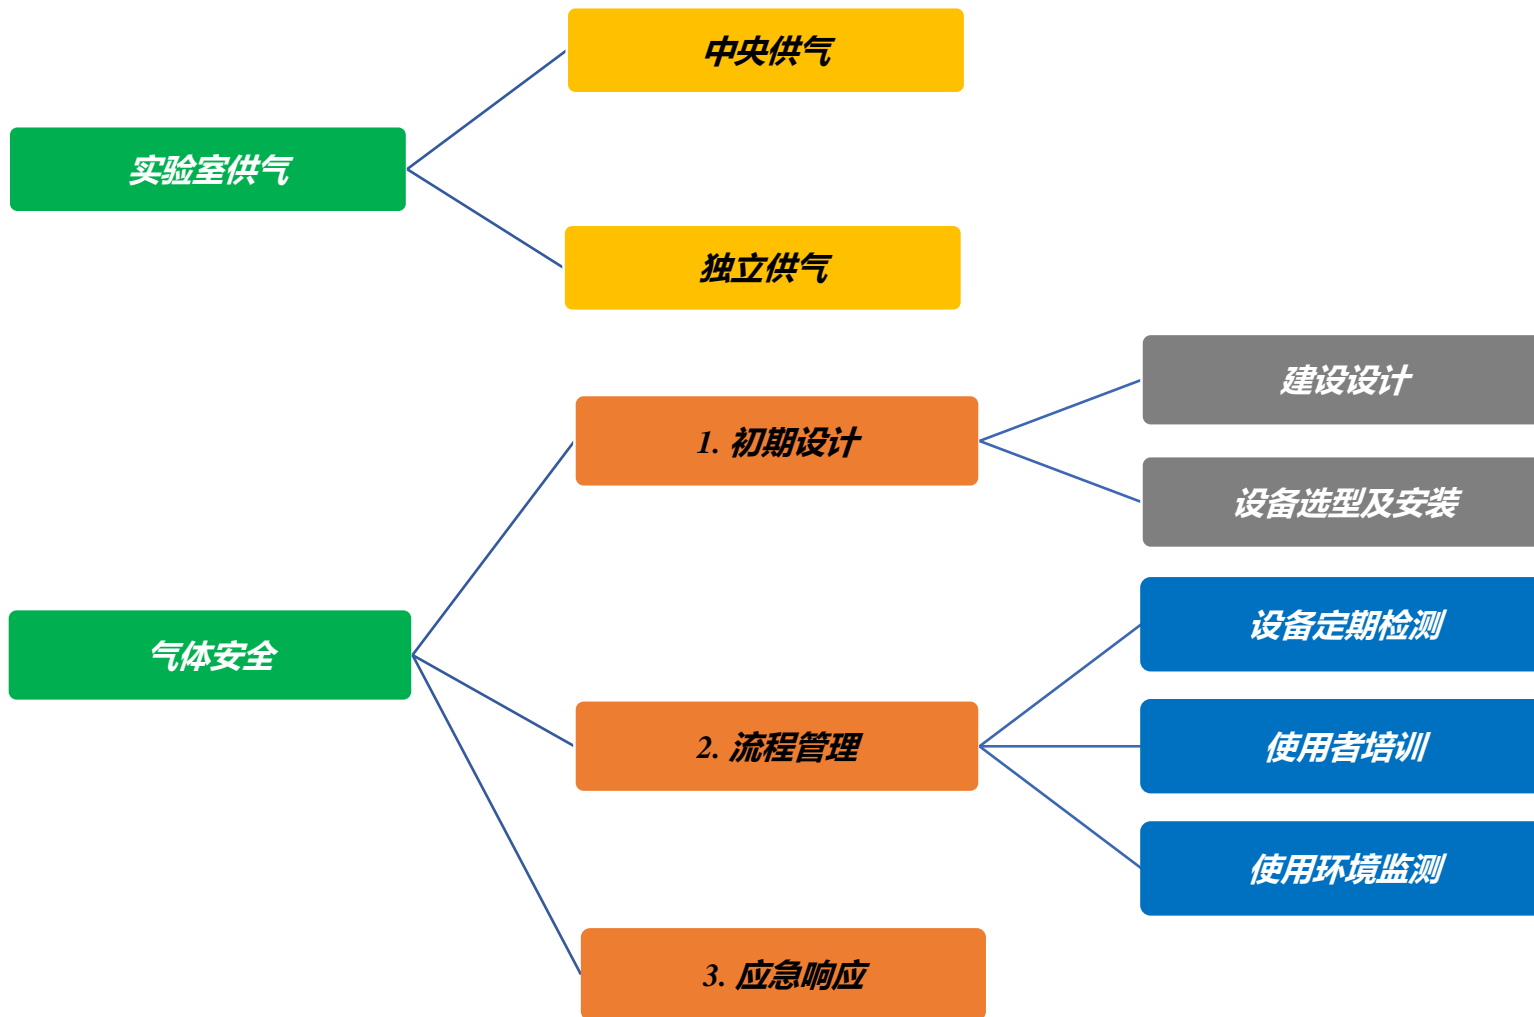 中央供气
实验室供气
独立供气
建设设计
1. 初期设计
设备选型及安装
设备定期检测
气体安全
2. 流程管理
使用者培训
使用环境监测
3. 应急响应